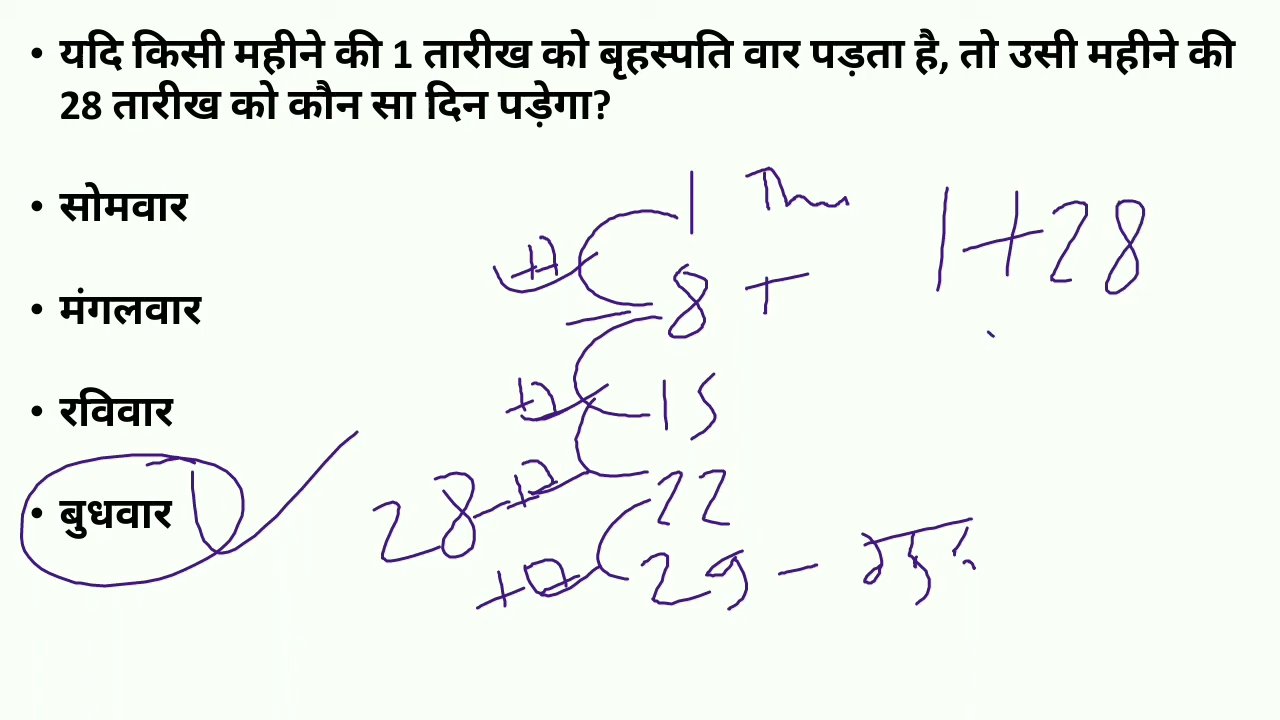 • यदि किसी महीने की 1 तारीख को बृहस्पति वार पड़ता है, तो उसी महीने की
28 तारीख को कौन सा दिन पड़ेगा?
• सोमवार
• मंगलवार
• रविवार
• बुधवार
1 Thu
8 +
15
22
29 -
28
1+28